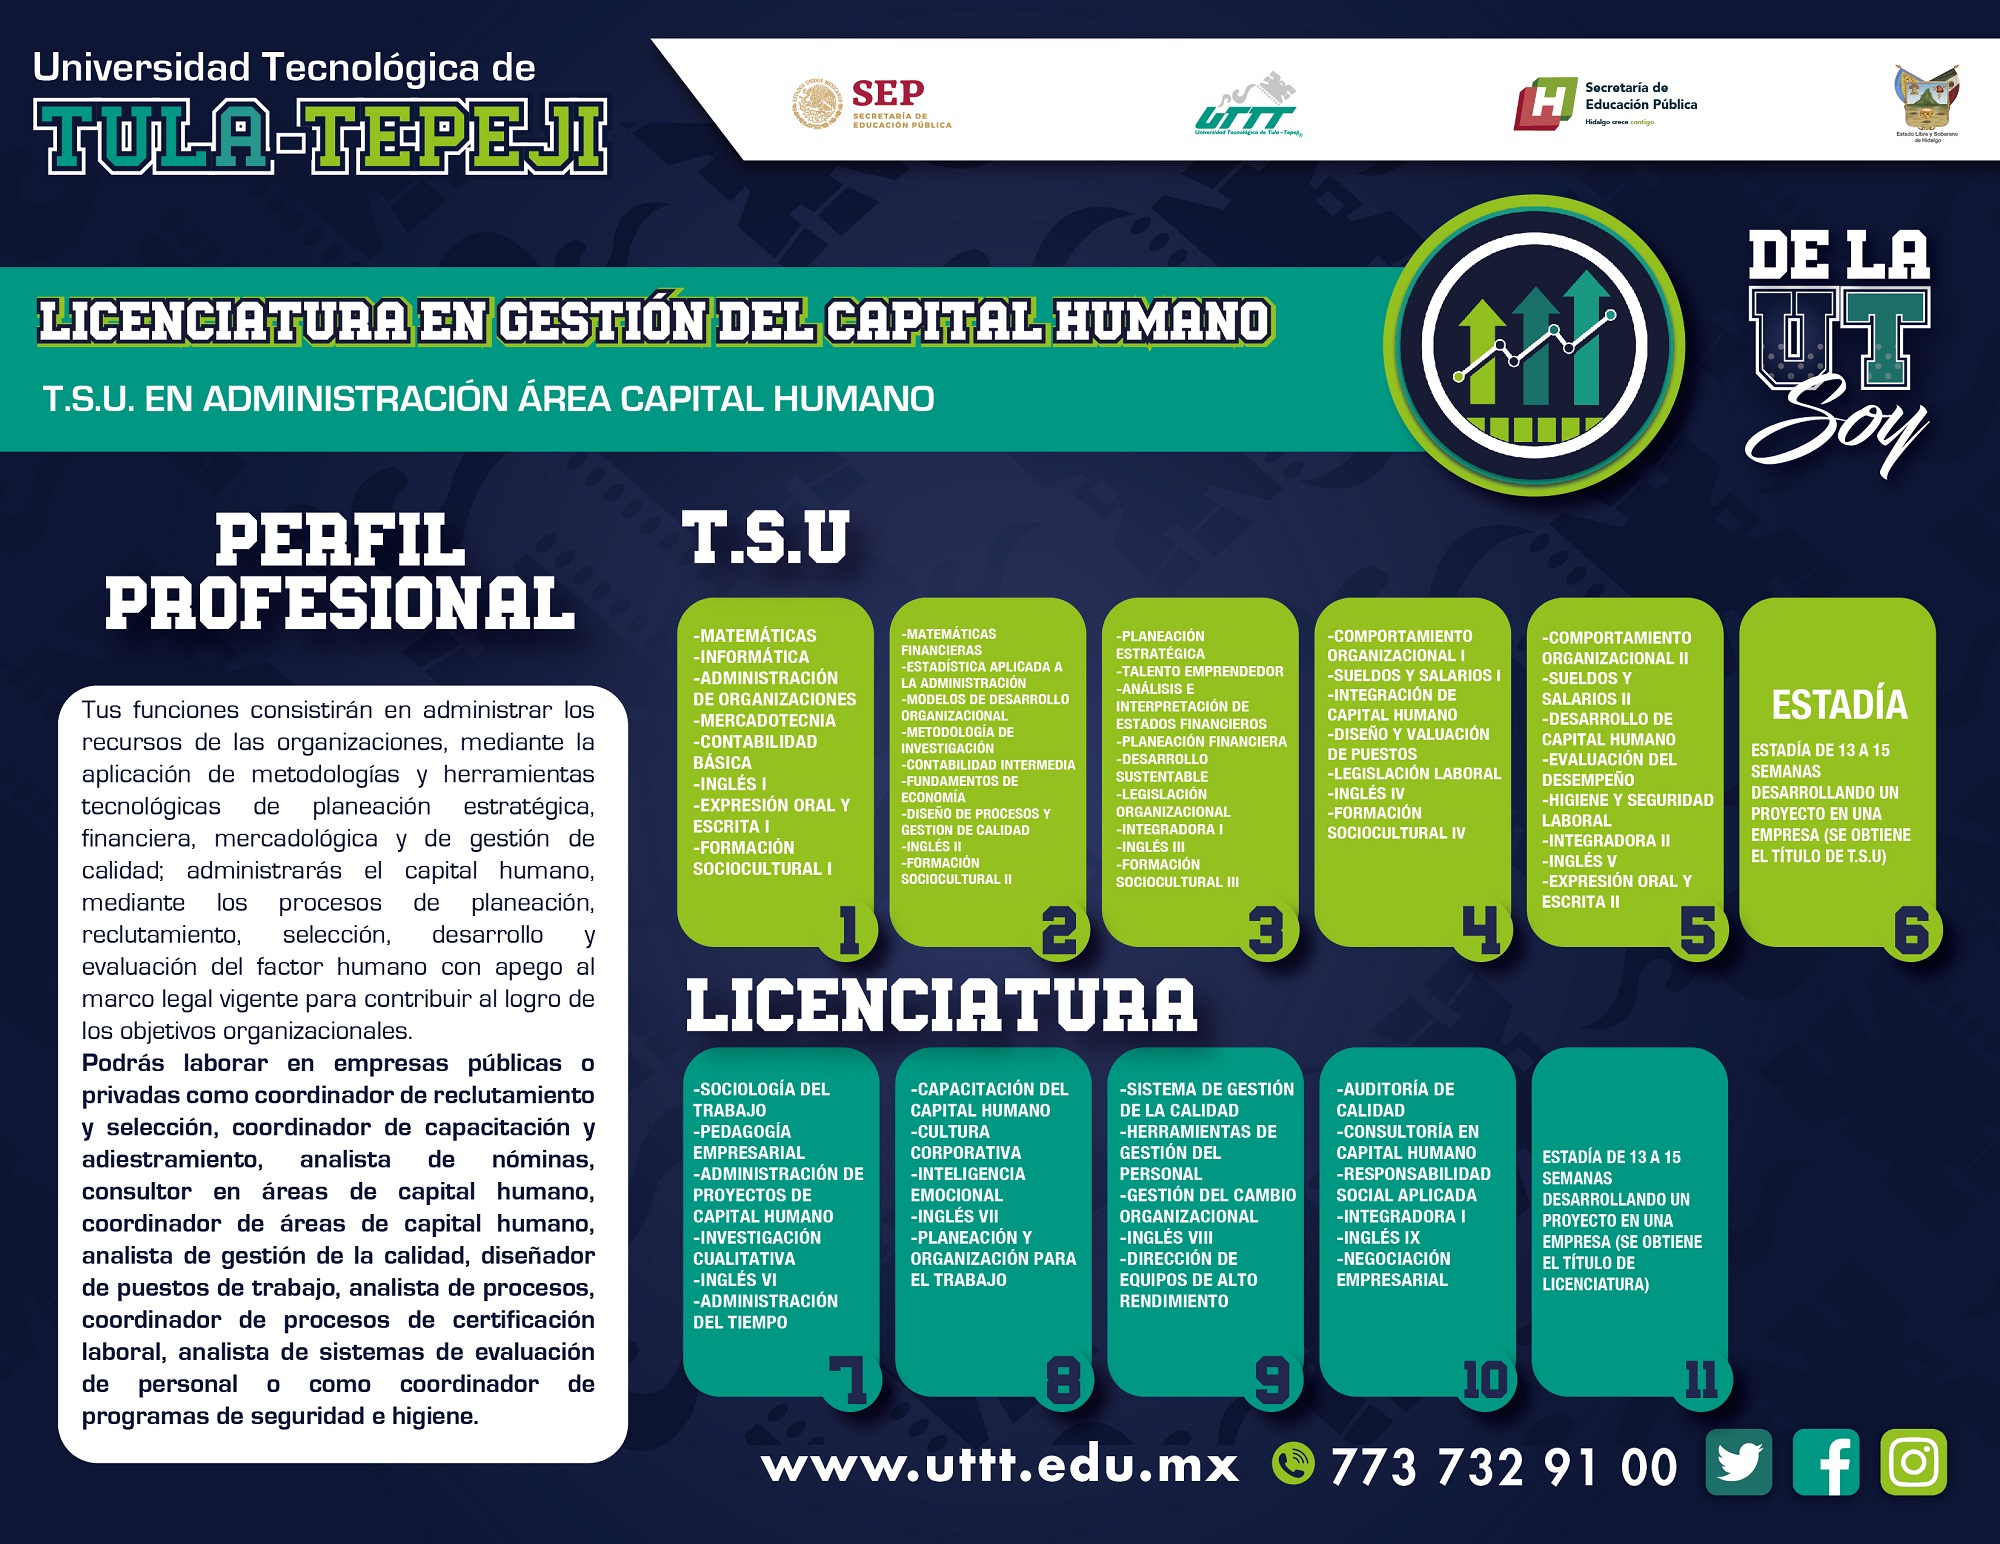 Universidad Tecnológica de
TULA-TEPEJI
SEP
SECRETARÍA DE
EDUCACIÓN PÚBLICA
UTTT
Universidad Tecnológica de Tula-Tepeji
H
Secretaría de
Educación Pública
Hidalgo crece contigo
Estado Libre y Soberano
de Hidalgo
LICENCIATURA EN GESTIÓN DEL CAPITAL HUMANO
T.S.U. EN ADMINISTRACIÓN ÁREA CAPITAL HUMANO
DE LA
UT
Soy
PERFIL
PROFESIONAL
Tus funciones consistirán en administrar los
recursos de las organizaciones, mediante la
aplicación de metodologías y herramientas
tecnológicas de planeación estratégica,
financiera, mercadológica y de gestión de
calidad; administrarás el capital humano,
mediante los procesos de planeación,
reclutamiento, selección, desarrollo y
evaluación del factor humano con apego al
marco legal vigente para contribuir al logro de
los objetivos organizacionales.
Podrás laborar en empresas públicas o
privadas como coordinador de reclutamiento
y selección, coordinador de capacitación y
adiestramiento, analista de nóminas,
consultor en áreas de capital humano,
coordinador de áreas de capital humano,
analista de gestión de la calidad, diseñador
de puestos de trabajo, analista de procesos,
coordinador de procesos de certificación
laboral, analista de sistemas de evaluación
de personal o como coordinador de
programas de seguridad e higiene.
T.S.U
-MATEMÁTICAS
-INFORMÁTICA
-ADMINISTRACIÓN
DE ORGANIZACIONES
-MERCADOTECNIA
-CONTABILIDAD
BÁSICA
-INGLÉS I
-EXPRESIÓN ORAL Y
ESCRITA I
-FORMACIÓN
SOCIOCULTURAL I
1
-MATEMÁTICAS
FINANCIERAS
-ESTADÍSTICA APLICADA A
LA ADMINISTRACIÓN
-MODELOS DE DESARROLLO
ORGANIZACIONAL
-METODOLOGÍA DE
INVESTIGACIÓN
-CONTABILIDAD INTERMEDIA
-FUNDAMENTOS DE
ECONOMÍA
-DISEÑO DE PROCESOS Y
GESTION DE CALIDAD
-INGLÉS II
-FORMACIÓN
SOCIOCULTURAL II
2
-PLANEACIÓN
ESTRATÉGICA
-TALENTO EMPRENDEDOR
-ANÁLISIS E
INTERPRETACIÓN DE
ESTADOS FINANCIEROS
-PLANEACIÓN FINANCIERA
-DESARROLLO
SUSTENTABLE
-LEGISLACIÓN
ORGANIZACIONAL
-INTEGRADORA I
-INGLÉS III
-FORMACIÓN
SOCIOCULTURAL III
3
-COMPORTAMIENTO
ORGANIZACIONAL I
-SUELDOS Y SALARIOS I
-INTEGRACIÓN DE
CAPITAL HUMANO
-DISEÑO Y VALUACIÓN
DE PUESTOS
-LEGISLACIÓN LABORAL
-INGLÉS IV
-FORMACIÓN
SOCIOCULTURAL IV
4
-COMPORTAMIENTO
ORGANIZACIONAL II
-SUELDOS Y
SALARIOS II
-DESARROLLO DE
CAPITAL HUMANO
-EVALUACIÓN DEL
DESEMPEÑO
-HIGIENE Y SEGURIDAD
LABORAL
-INTEGRADORA II
-INGLÉS V
-EXPRESIÓN ORAL Y
ESCRITA II
5
ESTADÍA
ESTADÍA DE 13 A 15
SEMANAS
DESARROLLANDO UN
PROYECTO EN UNA
EMPRESA (SE OBTIENE
EL TÍTULO DE T.S.U)
6
LICENCIATURA
-SOCIOLOGÍA DEL
TRABAJO
-PEDAGOGÍA
EMPRESARIAL
-ADMINISTRACIÓN DE
PROYECTOS DE
CAPITAL HUMANO
-INVESTIGACIÓN
CUALITATIVA
-INGLÉS VI
-ADMINISTRACIÓN
DEL TIEMPO
7
-CAPACITACIÓN DEL
CAPITAL HUMANO
-CULTURA
CORPORATIVA
-INTELIGENCIA
EMOCIONAL
-INGLÉS VII
-PLANEACIÓN Y
ORGANIZACIÓN PARA
EL TRABAJO
8
-SISTEMA DE GESTIÓN
DE LA CALIDAD
-HERRAMIENTAS DE
GESTIÓN DEL
PERSONAL
-GESTIÓN DEL CAMBIO
ORGANIZACIONAL
-INGLÉS VIII
-DIRECCIÓN DE
EQUIPOS DE ALTO
RENDIMIENTO
9
-AUDITORÍA DE
CALIDAD
-CONSULTORÍA EN
CAPITAL HUMANO
-RESPONSABILIDAD
SOCIAL APLICADA
-INTEGRADORA I
-INGLÉS IX
-NEGOCIACIÓN
EMPRESARIAL
10
ESTADÍA DE 13 A 15
SEMANAS
DESARROLLANDO UN
PROYECTO EN UNA
EMPRESA (SE OBTIENE
EL TÍTULO DE
LICENCIATURA)
11
www.uttt.edu.mx 773 732 91 00